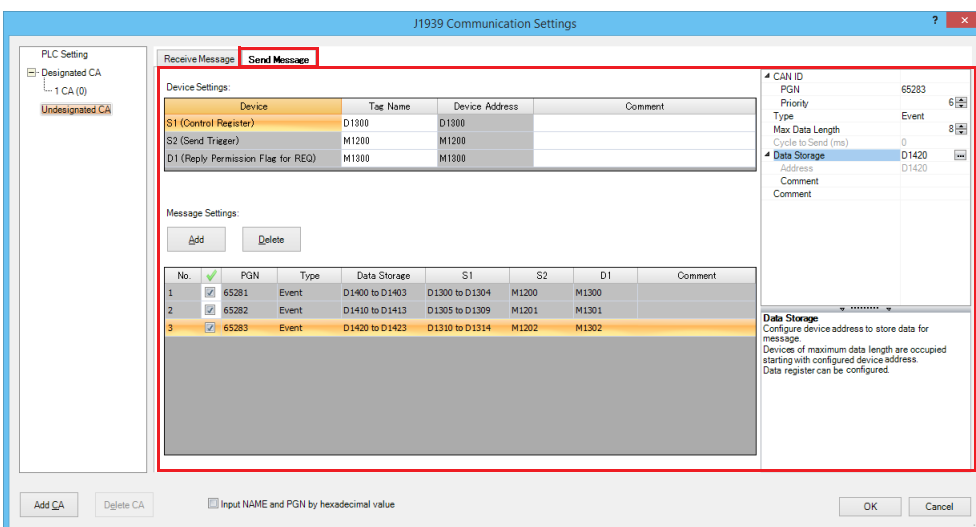 J1939 Communication Settings
? ×
PLC Setting
Designated CA
1 CA (0)
Undesignated CA
Receive Message Send Message
Device Settings:
Device Tag Name Device Address Comment
S1 (Control Register) D1300 D1300
S2 (Send Trigger) M1200 M1200
D1 (Reply Permission Flag for REQ) M1300 M1300
Message Settings:
Add Delete
No. PGN Type Data Storage S1 S2 D1 Comment
1 65281 Event D1400 to D1403 D1300 to D1304 M1200 M1300
2 65282 Event D1410 to D1413 D1305 to D1309 M1201 M1301
3 65283 Event D1420 to D1423 D1310 to D1314 M1202 M1302
CAN ID
PGN 65283
Priority 6
Type Event
Max Data Length 8
Cycle to Send (ms) 0
Data Storage D1420 ...
Address D1420
Comment
Comment
Data Storage
Configure device address to store data for
message.
Devices of maximum data length are occupied
starting with configured device address.
Data register can be configured.
Add CA Delete CA Input NAME and PGN by hexadecimal value OK Cancel